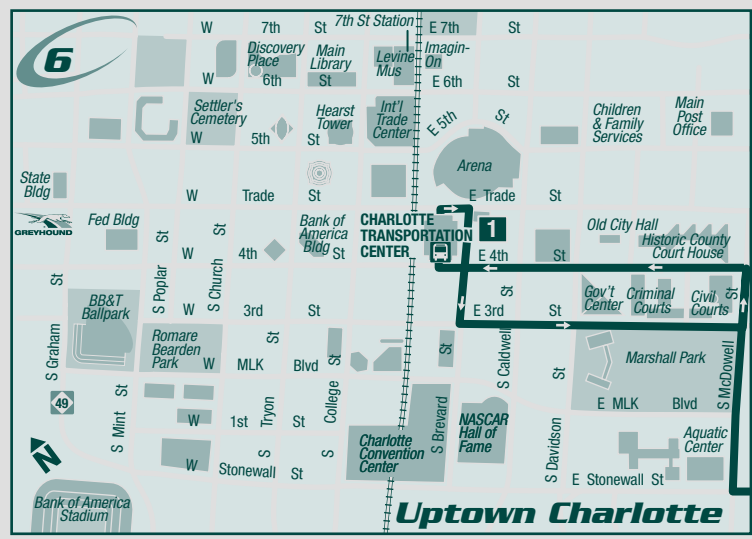 6
W 7th St
7th St Station
E 7th St
Discovery
Place
Main
Library
Levine
Mus
Imagin-
On
W 6th St
E 6th St
Settler's
Cemetery
Hearst
Tower
Int'l
Trade
Center
E 5th St
Children
& Family
Services
Main
Post
Office
W 5th St
Arena
State
Bldg
W Trade St
E Trade St
GREYHOUND
Fed Bldg
Bank of
America
Bldg
CHARLOTTE
TRANSPORTATION
CENTER
1
Old City Hall
Historic County
Court House
W 4th St
E 4th St
S Graham St
S Poplar St
S Church St
BB&T
Ballpark
W 3rd St
E 3rd St
Gov't
Center
Criminal
Courts
Civil
Courts
Romare
Bearden
Park
W MLK Blvd
S Caldwell St
Marshall Park
S McDowell St
49
S Mint St
S Tryon St
S College St
S Brevard St
NASCAR
Hall of
Fame
S Davidson St
E MLK Blvd
W 1st St
Charlotte
Convention
Center
Aquatic
Center
N
W Stonewall St
E Stonewall St
Bank of America
Stadium
Uptown Charlotte